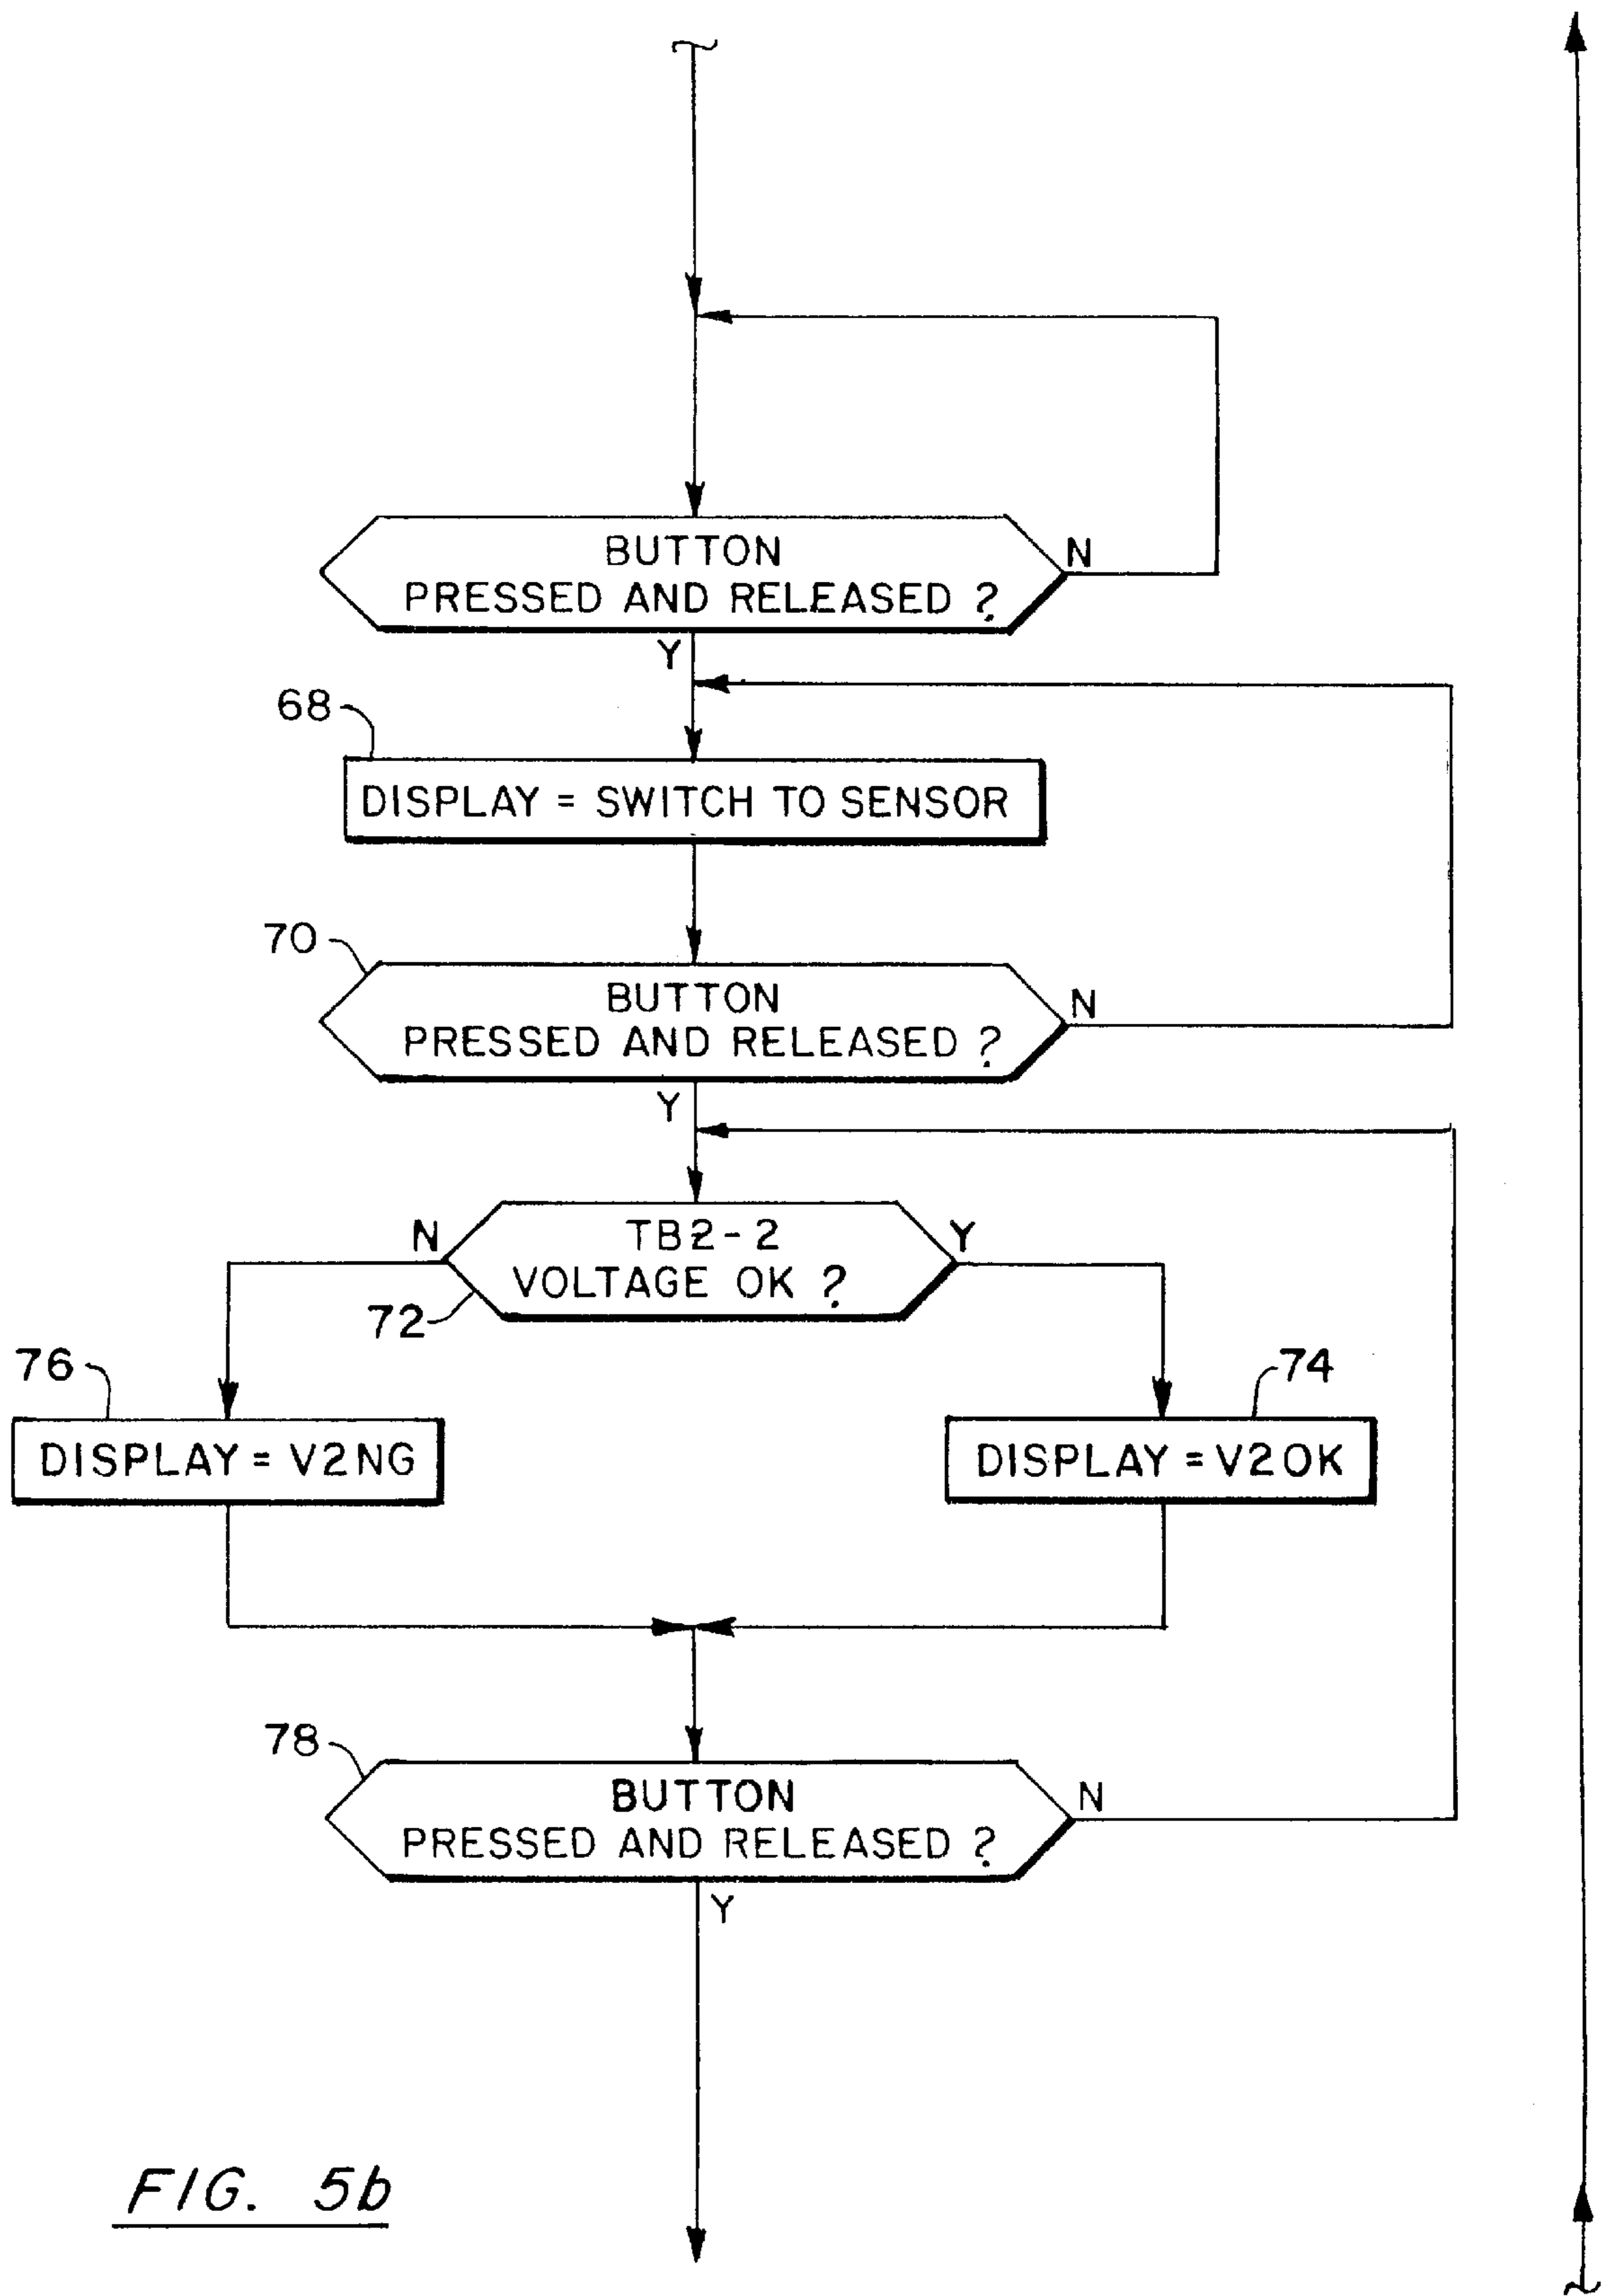 BUTTON
PRESSED AND RELEASED ?
N
Y
68
DISPLAY = SWITCH TO SENSOR
70
BUTTON
PRESSED AND RELEASED ?
N
Y
N
TB2-2
Y
VOLTAGE OK ?
72
76
74
DISPLAY = V2NG
DISPLAY = V2OK
78
BUTTON
PRESSED AND RELEASED ?
N
Y
FIG. 5b